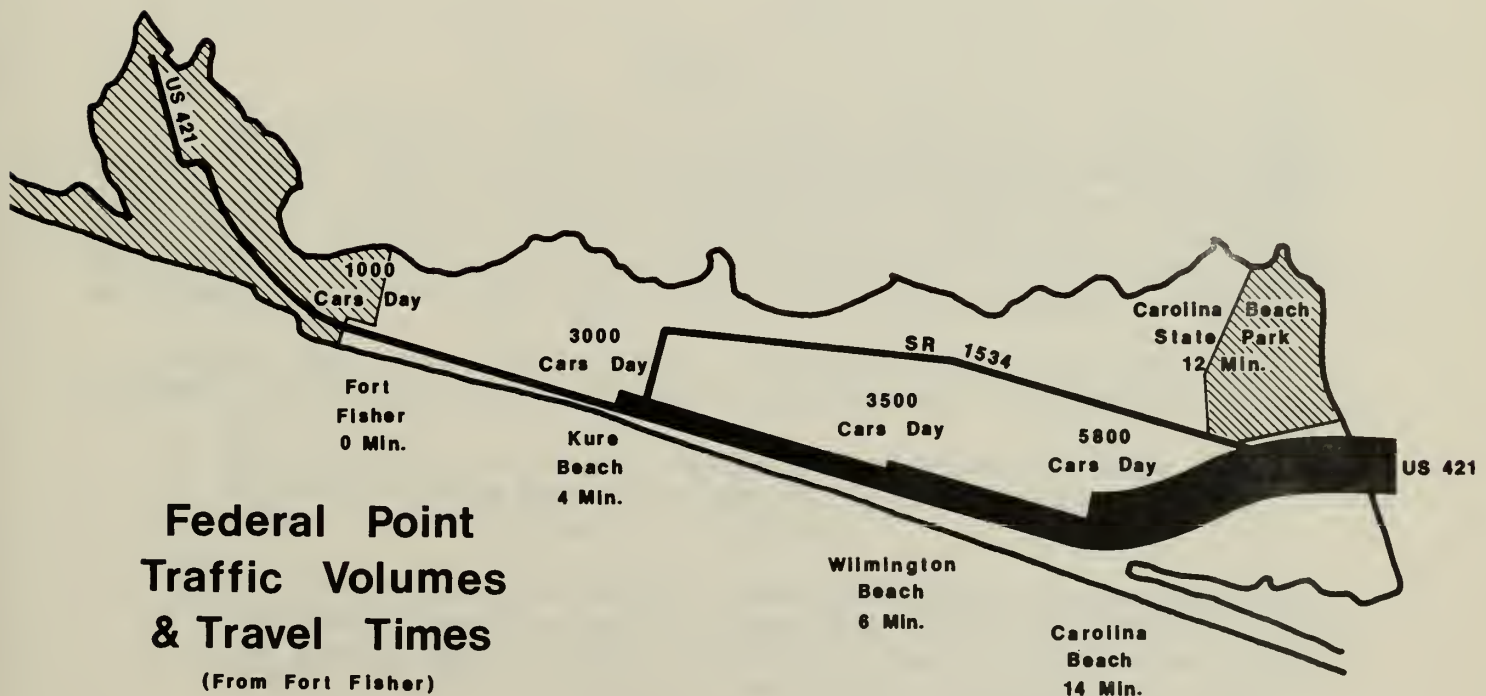 US 421
1000
Cars Day
3000
Cars Day
SR 1534
Carolina Beach
State Park
12 Min.
3500
Cars Day
5800
Cars Day
US 421
Fort
Fisher
0 Min.
Kure
Beach
4 Min.
Wilmington
Beach
6 Min.
Carolina
Beach
14 Min.
Federal Point
Traffic Volumes
& Travel Times
(From Fort Fisher)